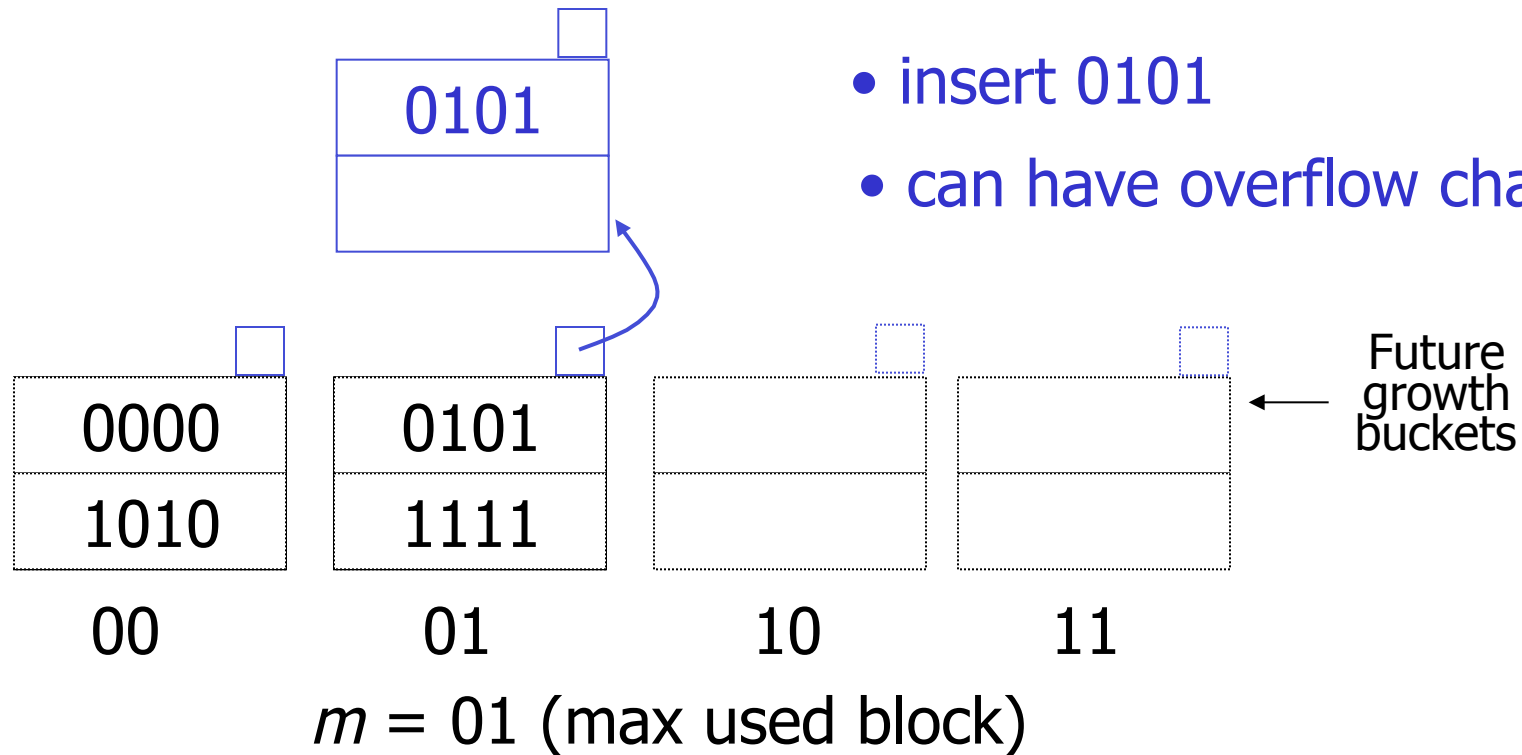 0101
• insert 0101
• can have overflow cha
0000 0101
1010 1111
Future
growth
buckets
00 01 10 11
m = 01 (max used block)